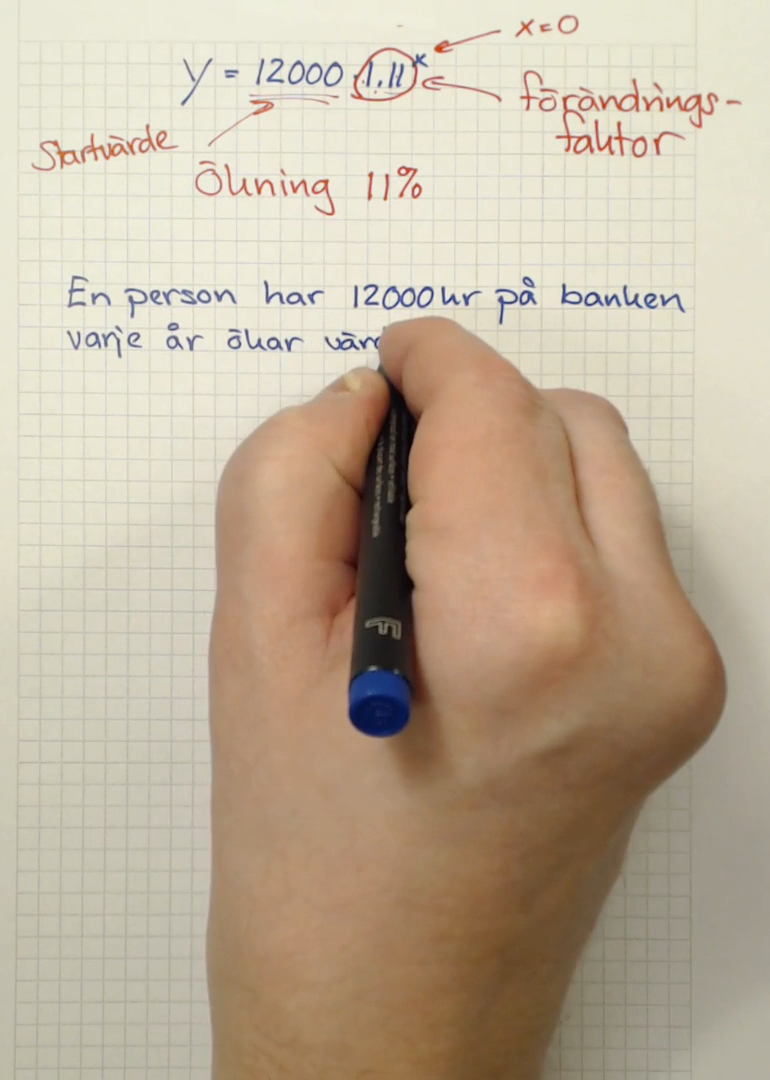 x=0
y = 12000 · 1.11^x
förändrings-
faktor
Startvärde
Ökning 11%
En person har 12000 kr på banken
varje år ökar värd
F